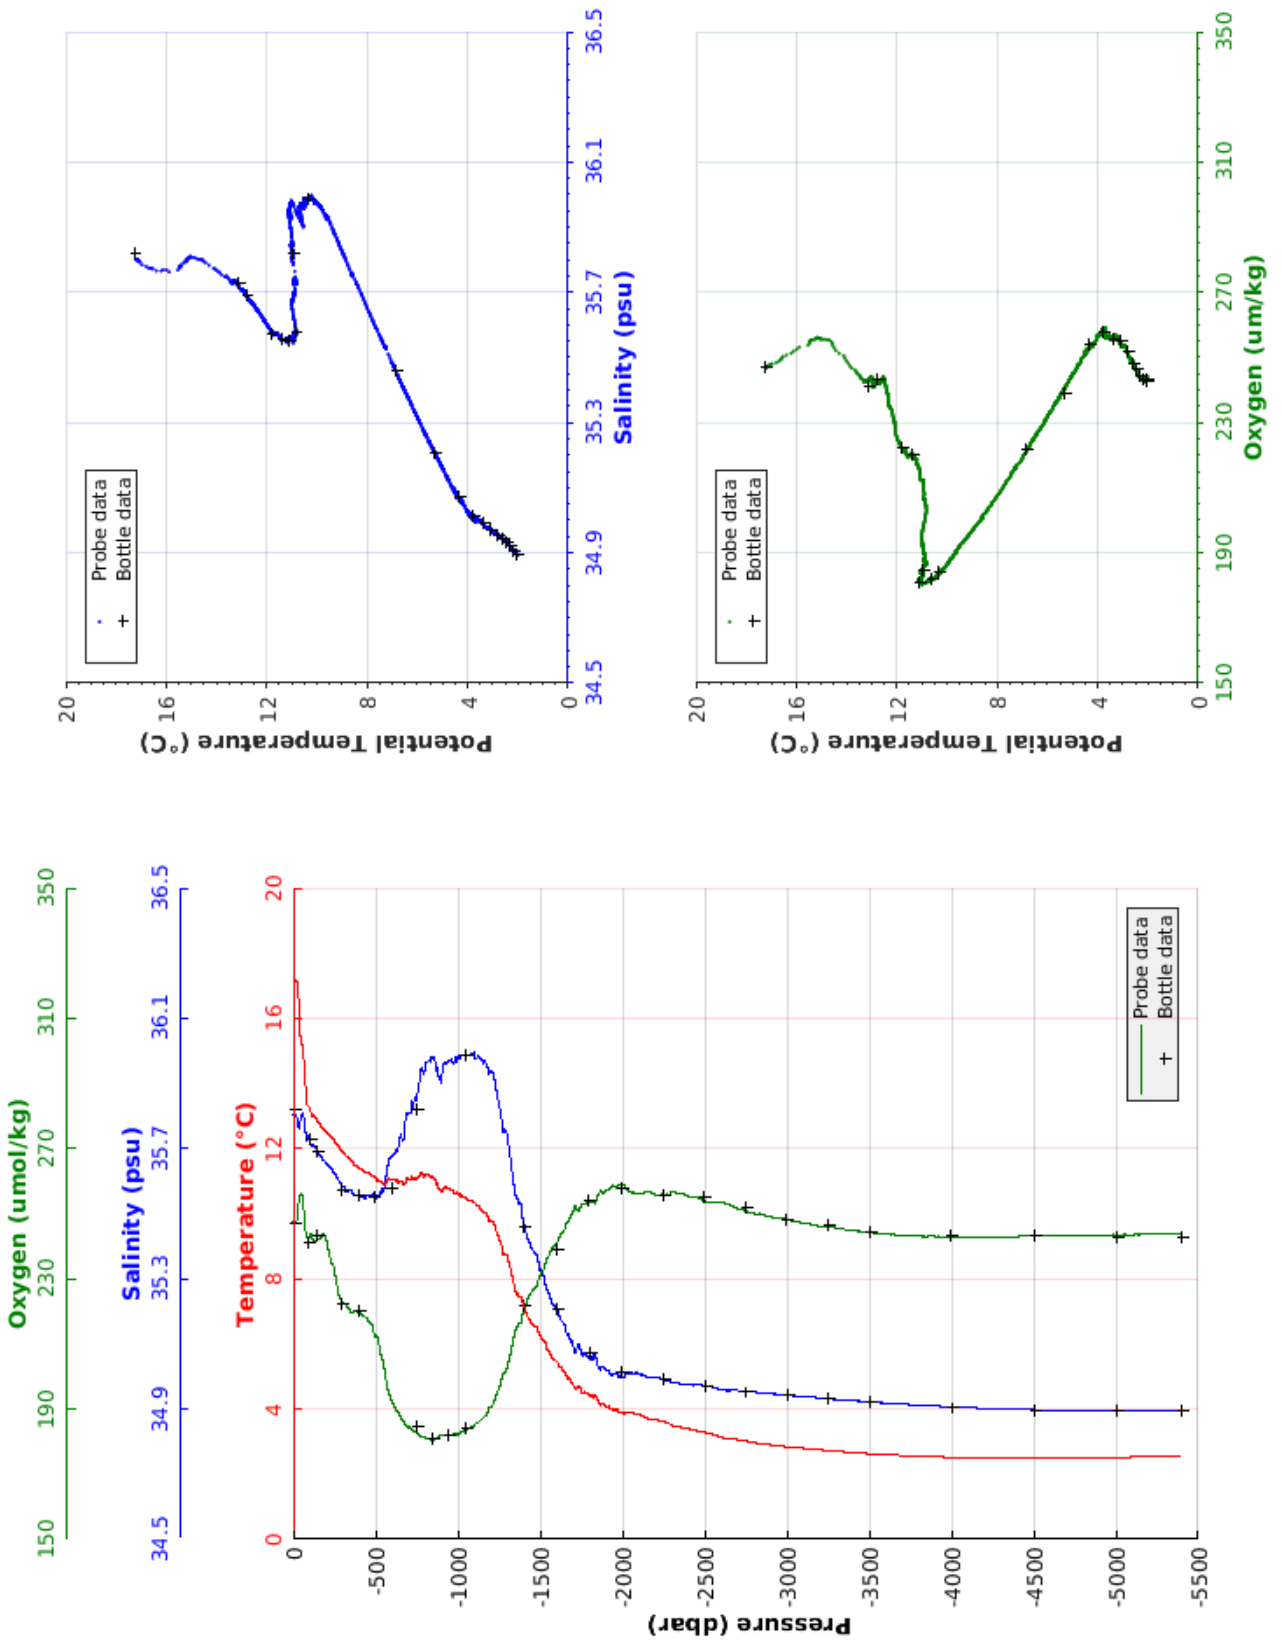 Oxygen (umol/kg)
150 190 230 270 310 350
Salinity (psu)
34.5 34.9 35.3 35.7 36.1 36.5
Temperature (°C)
0 4 8 12 16 20
Pressure (dbar)
0
-500
-1000
-1500
-2000
-2500
-3000
-3500
-4000
-4500
-5000
-5500
Probe data
Bottle data
Potential Temperature (°C)
20
16
12
8
4
0
34.5 34.9 35.3 35.7 36.1 36.5
Salinity (psu)
Probe data
Bottle data
Potential Temperature (°C)
20
16
12
8
4
0
150 190 230 270 310 350
Oxygen (um/kg)
Probe data
Bottle data